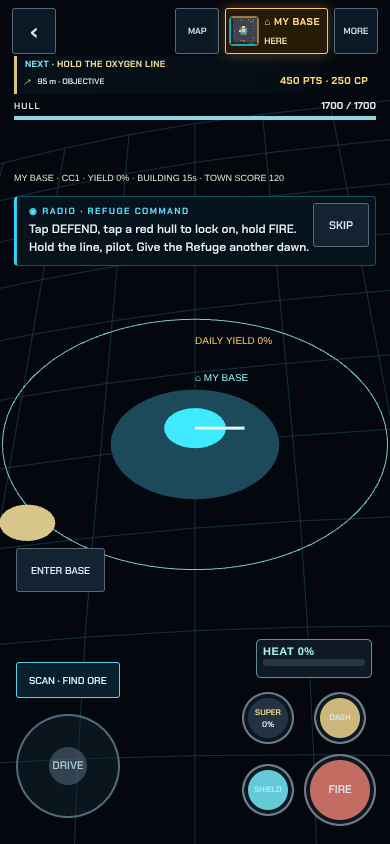 ‹
MAP
⌂ MY BASE
HERE
MORE
NEXT · HOLD THE OXYGEN LINE
↗ 95 m · OBJECTIVE
450 PTS · 250 CP
HULL
1700 / 1700
MY BASE · CC1 · YIELD 0% · BUILDING 15s · TOWN SCORE 120
◉ RADIO · REFUGE COMMAND
Tap DEFEND, tap a red hull to lock on, hold FIRE.
Hold the line, pilot. Give the Refuge another dawn.
SKIP
DAILY YIELD 0%
⌂ MY BASE
ENTER BASE
HEAT 0%
SCAN · FIND ORE
SUPER
0%
DASH
DRIVE
SHIELD
FIRE